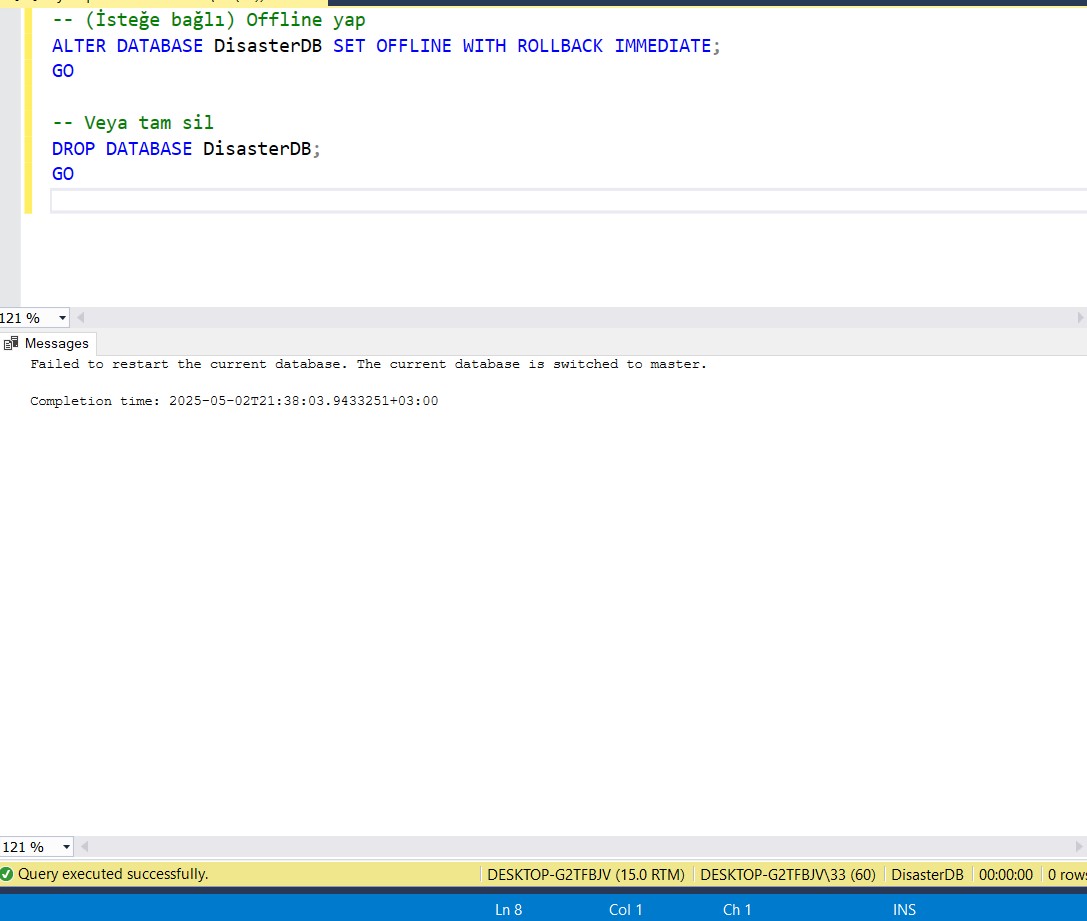 -- (İsteğe bağlı) Offline yap
ALTER DATABASE DisasterDB SET OFFLINE WITH ROLLBACK IMMEDIATE;
GO
-- Veya tam sil
DROP DATABASE DisasterDB;
GO
121 %
Messages
Failed to restart the current database. The current database is switched to master.
Completion time: 2025-05-02T21:38:03.9433251+03:00
121 %
Query executed successfully. DESKTOP-G2TFBJV (15.0 RTM) DESKTOP-G2TFBJV\33 (60) DisasterDB 00:00:00 0 rows
Ln 8 Col 1 Ch 1 INS